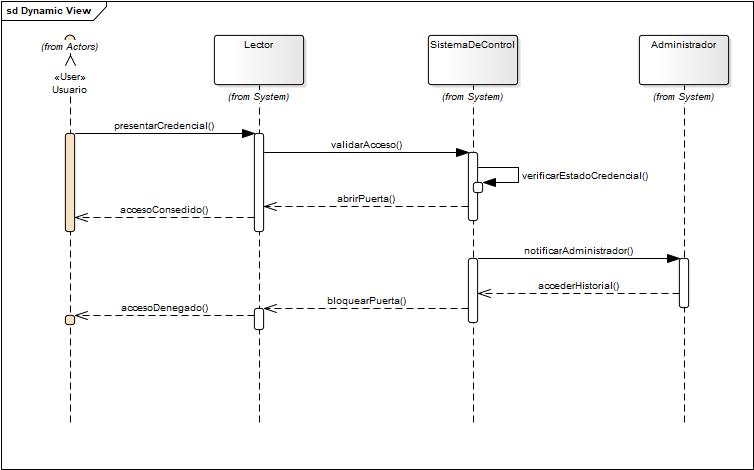 sd Dynamic View
(from Actors)
«User»
Usuario
Lector
(from System)
SistemaDeControl
(from System)
Administrador
(from System)
presentarCredencial()
validarAcceso()
verificarEstadoCredencial()
abrirPuerta()
accesoConsedido()
notificarAdministrador()
accederHistorial()
bloquearPuerta()
accesoDenegado()